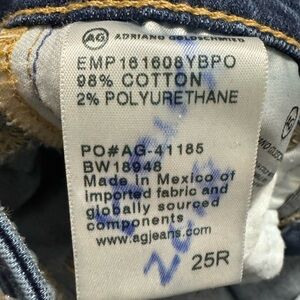 AG ADRIANO GOLDSCHMIED
EMP161608YBPO
98% COTTON
2% POLYURETHANE
PO#AG-41185
BW18948
Made in Mexico of
imported fabric and
globally sourced
components
www.agjeans.com
25R